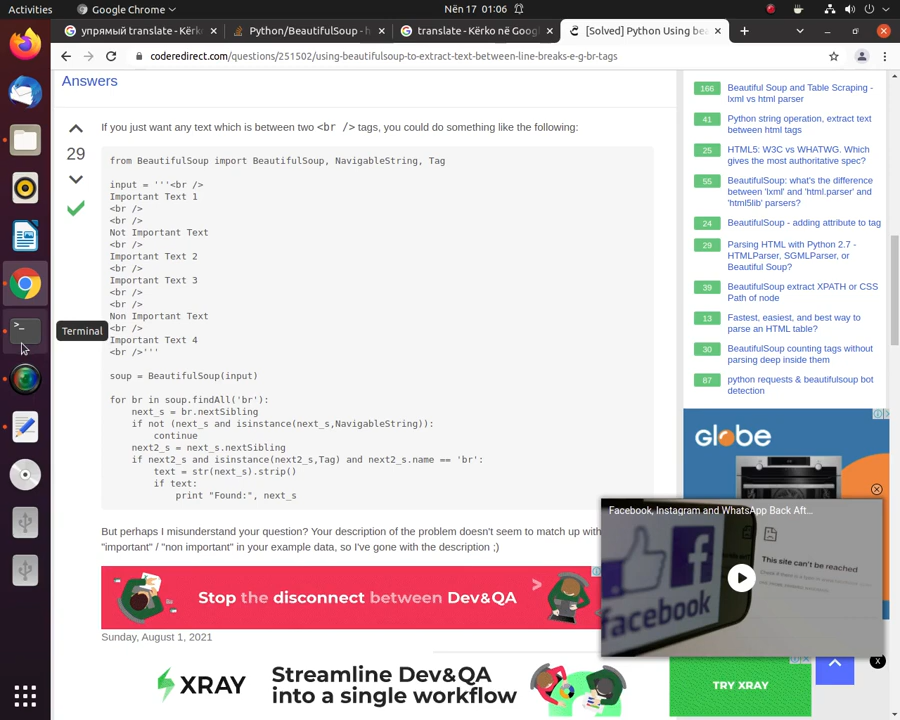 Activities
Google Chrome
Nën 17 01:06
упрямый translate - Kërk
Python/BeautifulSoup - h
translate - Kërko në Goog
[Solved] Python Using be
coderedirect.com/questions/251502/using-beautifulsoup-to-extract-text-between-line-breaks-e-g-br-tags
Answers
29
If you just want any text which is between two <br /> tags, you could do something like the following:
from BeautifulSoup import BeautifulSoup, NavigableString, Tag
input = '''<br />
Important Text 1
<br />
<br />
Not Important Text
<br />
Important Text 2
<br />
Important Text 3
<br />
<br />
Non Important Text
<br />
Important Text 4
<br />'''
soup = BeautifulSoup(input)
for br in soup.findAll('br'):
next_s = br.nextSibling
if not (next_s and isinstance(next_s,NavigableString)):
continue
next2_s = next_s.nextSibling
if next2_s and isinstance(next2_s,Tag) and next2_s.name == 'br':
text = str(next_s).strip()
if text:
print "Found:", next_s
But perhaps I misunderstand your question? Your description of the problem doesn't seem to match up with
"important" / "non important" in your example data, so I've gone with the description ;)
Stop the disconnect between Dev&QA
Sunday, August 1, 2021
XRAY
Streamline Dev&QA
into a single workflow
TRY XRAY
Terminal
166
Beautiful Soup and Table Scraping -
lxml vs html parser
41
Python string operation, extract text
between html tags
25
HTML5: W3C vs WHATWG. Which
gives the most authoritative spec?
55
BeautifulSoup: what's the difference
between 'lxml' and 'html.parser' and
'html5lib' parsers?
24
BeautifulSoup - adding attribute to tag
29
Parsing HTML with Python 2.7 -
HTMLParser, SGMLParser, or
Beautiful Soup?
39
BeautifulSoup extract XPATH or CSS
Path of node
13
Fastest, easiest, and best way to
parse an HTML table?
30
BeautifulSoup counting tags without
parsing deep inside them
87
python requests & beautifulsoup bot
detection
globe
Facebook, Instagram and WhatsApp Back Aft...
This site can't be reached
facebook
X